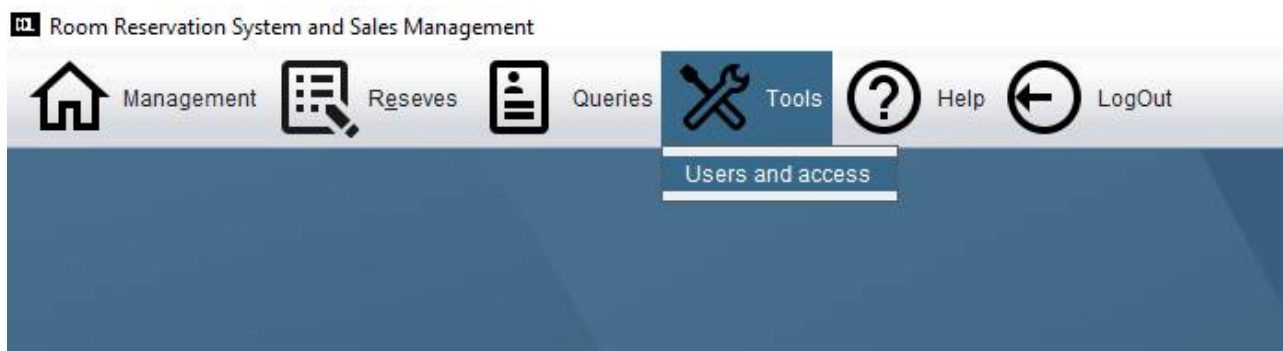 Room Reservation System and Sales Management
Management Reseves Queries Tools Help LogOut
Users and access